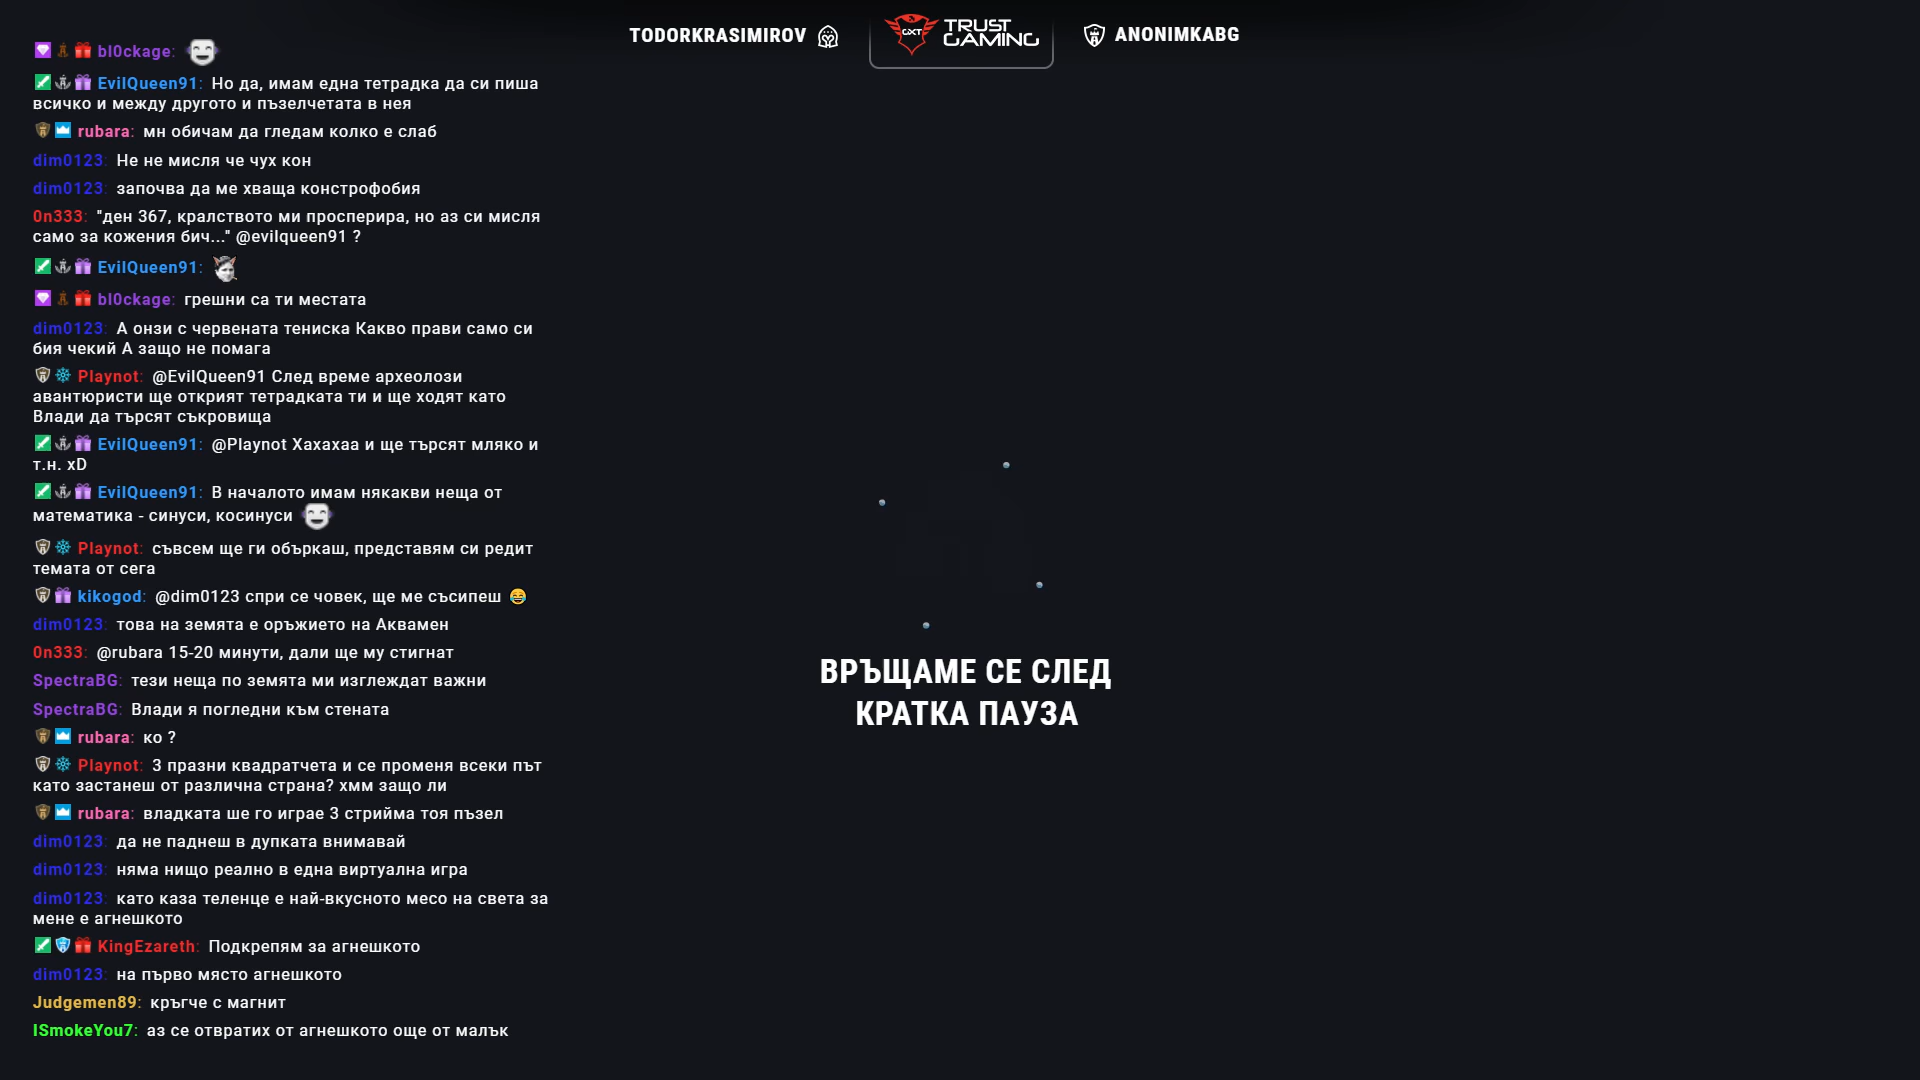 TODORKRASIMIROV
GXT
TRUST
GAMING
ANONIMKABG
bl0ckage:
EvilQueen91: Но да, имам една тетрадка да си пиша
всичко и между другото и пъзелчетата в нея
rubara: мн обичам да гледам колко е слаб
dim0123: Не не мисля че чух кон
dim0123: започва да ме хваща констрофобия
0n333: "ден 367, кралството ми просперира, но аз си мисля
само за кожения бич..." @evilqueen91 ?
EvilQueen91:
bl0ckage: грешни са ти местата
dim0123: А онзи с червената тениска Какво прави само си
бия чекий А защо не помага
Playnot: @EvilQueen91 След време археолози
авантюристи ще открият тетрадката ти и ще ходят като
Влади да търсят съкровища
EvilQueen91: @Playnot Хахахаа и ще търсят мляко и
т.н. xD
EvilQueen91: В началото имам някакви неща от
математика - синуси, косинуси
Playnot: съвсем ще ги объркаш, представям си редит
темата от сега
kikogod: @dim0123 спри се човек, ще ме съсипеш 😂
dim0123: това на земята е оръжието на Аквамен
0n333: @rubara 15-20 минути, дали ще му стигнат
SpectraBG: тези неща по земята ми изглеждат важни
SpectraBG: Влади я погледни към стената
rubara: ко ?
Playnot: 3 празни квадратчета и се променя всеки път
като застанеш от различна страна? хмм защо ли
rubara: владката ше го играе 3 стрийма тоя пъзел
dim0123: да не паднеш в дупката внимавай
dim0123: няма нищо реално в една виртуална игра
dim0123: като каза теленце е най-вкусното месо на света за
мене е агнешкото
KingEzareth: Подкрепям за агнешкото
dim0123: на първо място агнешкото
Judgemen89: кръгче с магнит
ISmokeYou7: аз се отвратих от агнешкото още от малък
ВРЪЩАМЕ СЕ СЛЕД
КРАТКА ПАУЗА